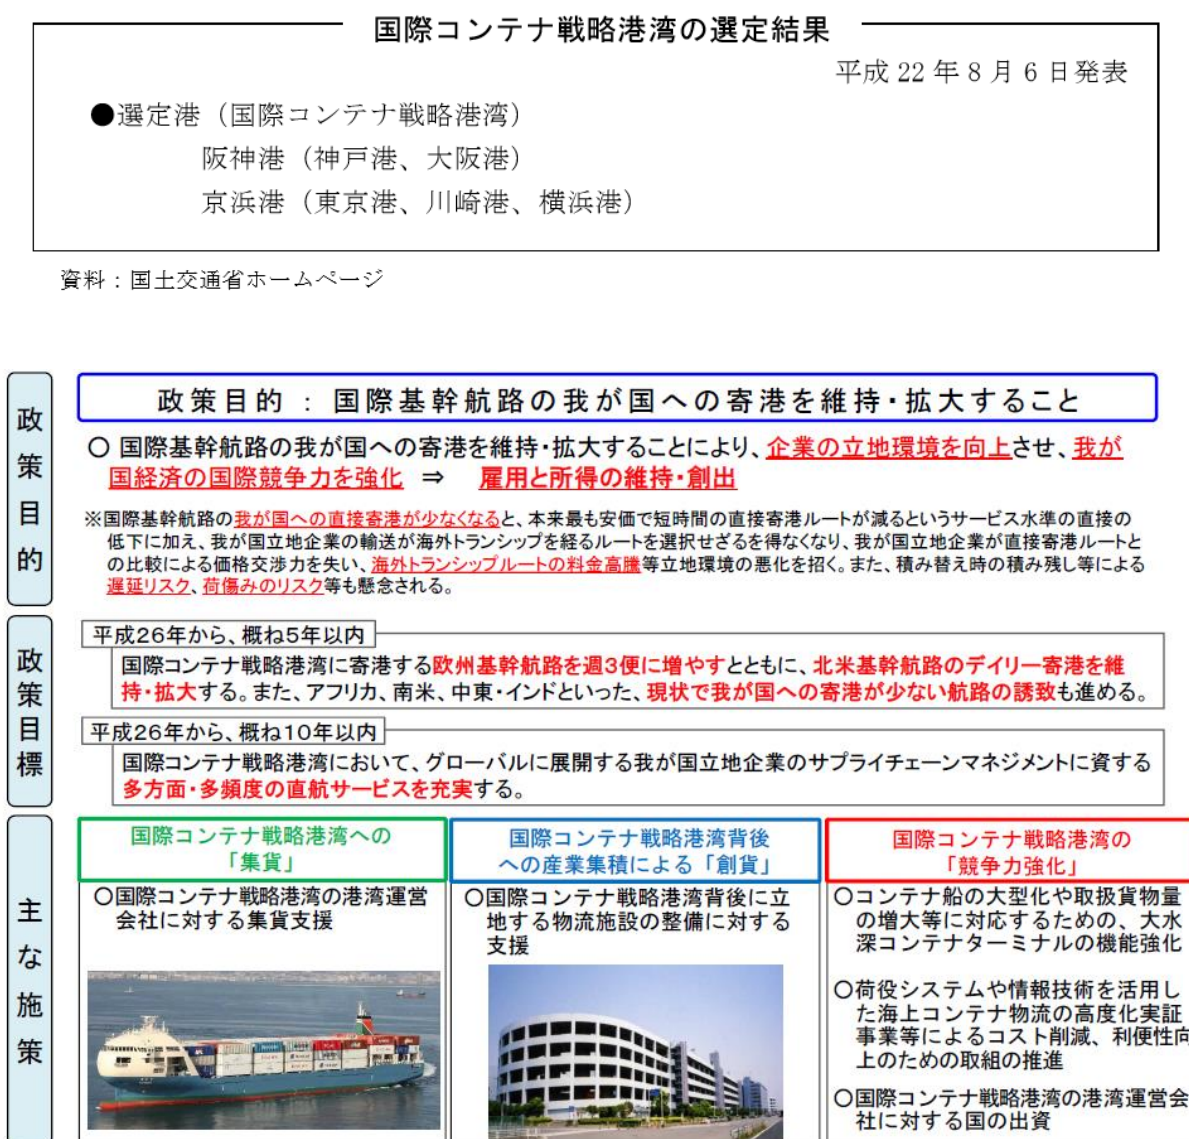 国際コンテナ戦略港湾の選定結果
平成 22 年 8 月 6 日発表
●選定港（国際コンテナ戦略港湾）
阪神港（神戸港、大阪港）
京浜港（東京港、川崎港、横浜港）
資料：国土交通省ホームページ
政策目的
政策目的 ： 国際基幹航路の我が国への寄港を維持・拡大すること
○ 国際基幹航路の我が国への寄港を維持・拡大することにより、企業の立地環境を向上させ、我が
国経済の国際競争力を強化 ⇒ 雇用と所得の維持・創出
※国際基幹航路の我が国への直接寄港が少なくなると、本来最も安価で短時間の直接寄港ルートが減るというサービス水準の直接の
低下に加え、我が国立地企業の輸送が海外トランシップを経るルートを選択せざるを得なくなり、我が国立地企業が直接寄港ルートと
の比較による価格交渉力を失い、海外トランシップルートの料金高騰等立地環境の悪化を招く。また、積み替え時の積み残し等による
遅延リスク、荷傷みのリスク等も懸念される。
政策目標
平成26年から、概ね5年以内
国際コンテナ戦略港湾に寄港する欧州基幹航路を週3便に増やすとともに、北米基幹航路のデイリー寄港を維
持・拡大する。また、アフリカ、南米、中東・インドといった、現状で我が国への寄港が少ない航路の誘致も進める。
平成26年から、概ね10年以内
国際コンテナ戦略港湾において、グローバルに展開する我が国立地企業のサプライチェーンマネジメントに資する
多方面・多頻度の直航サービスを充実する。
主な施策
国際コンテナ戦略港湾への
「集貨」
○国際コンテナ戦略港湾の港湾運営
会社に対する集貨支援
国際コンテナ戦略港湾背後
への産業集積による「創貨」
○国際コンテナ戦略港湾背後に立
地する物流施設の整備に対する
支援
国際コンテナ戦略港湾の
「競争力強化」
○コンテナ船の大型化や取扱貨物量
の増大等に対応するための、大水
深コンテナターミナルの機能強化
○荷役システムや情報技術を活用し
た海上コンテナ物流の高度化実証
事業等によるコスト削減、利便性向
上のための取組の推進
○国際コンテナ戦略港湾の港湾運営会
社に対する国の出資